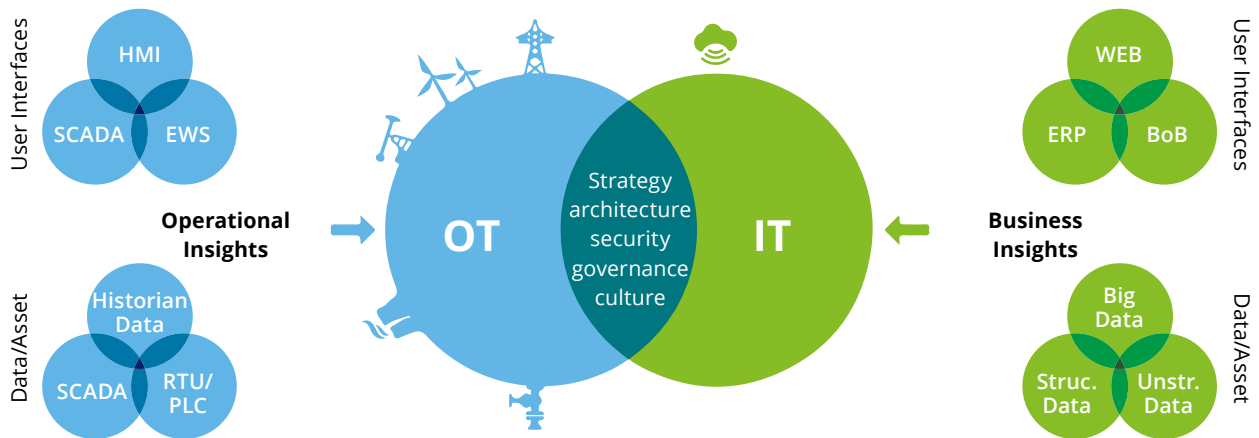 User Interfaces
HMI
SCADA
EWS
Operational
Insights
Data/Asset
Historian
Data
SCADA
RTU/
PLC
OT
Strategy
architecture
security
governance
culture
IT
WEB
ERP
BoB
User Interfaces
Business
Insights
Big
Data
Struc.
Data
Unstr.
Data
Data/Asset